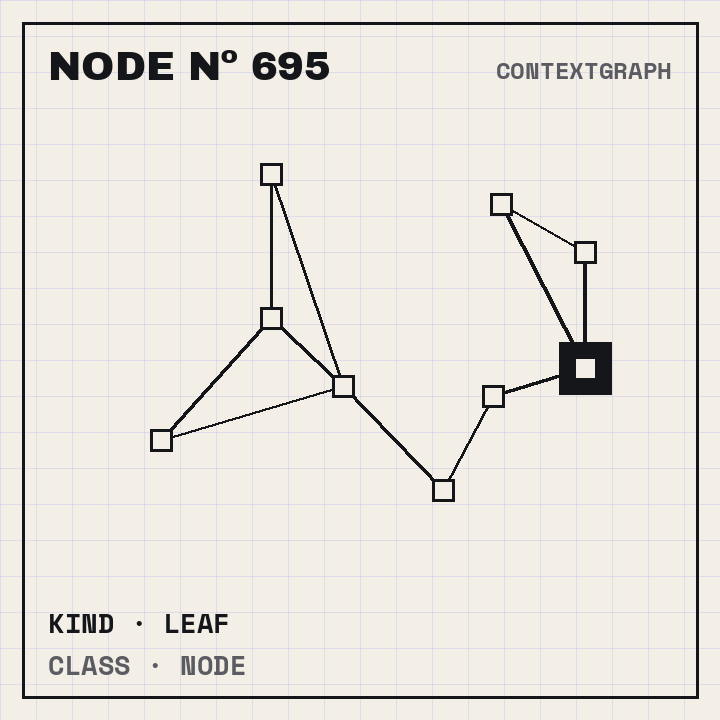 NODE Nº 695
CONTEXTGRAPH
KIND · LEAF
CLASS · NODE